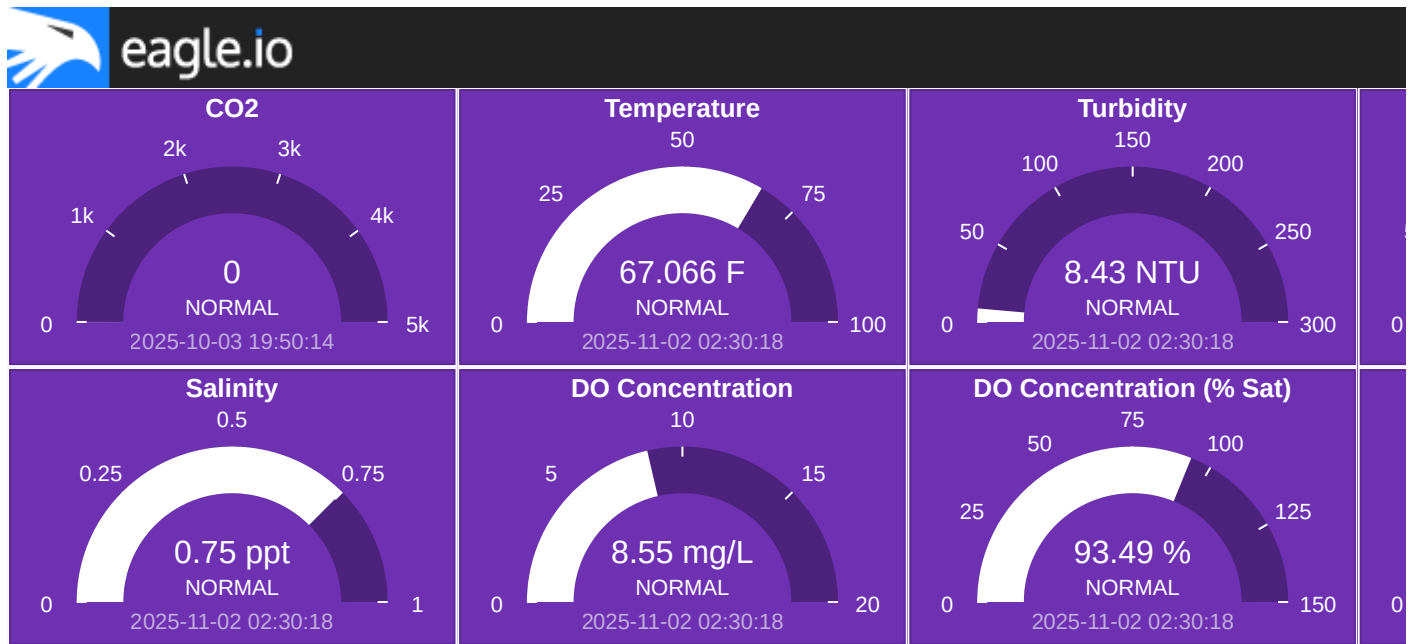 eagle.io
CO2
2k
3k
1k
4k
0
NORMAL
0
5k
2025-10-03 19:50:14
Temperature
50
25
75
67.066 F
NORMAL
0
100
2025-11-02 02:30:18
Turbidity
150
100
200
50
250
8.43 NTU
NORMAL
0
300
2025-11-02 02:30:18
0
Salinity
0.5
0.25
0.75
0.75 ppt
NORMAL
0
1
2025-11-02 02:30:18
DO Concentration
10
5
15
8.55 mg/L
NORMAL
0
20
2025-11-02 02:30:18
DO Concentration (% Sat)
75
50
100
25
125
93.49 %
NORMAL
0
150
2025-11-02 02:30:18
0